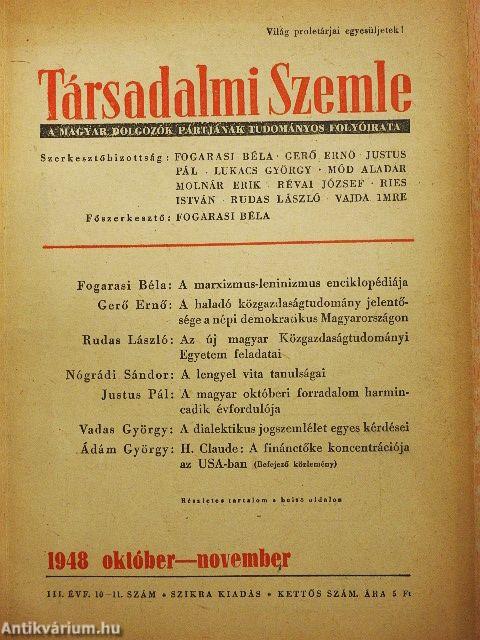 Világ proletárjai egyesüljetek!
Társadalmi Szemle
A MAGYAR DOLGOZÓK PÁRTJÁNAK TUDOMÁNYOS FOLYÓIRATA
Szerkesztőbizottság: FOGARASI BÉLA · GERŐ ERNŐ · JUSTUS
PÁL · LUKÁCS GYÖRGY · MÓD ALADÁR
MOLNÁR ERIK · RÉVAI JÓZSEF · RIES
ISTVÁN · RUDAS LÁSZLÓ · VAJDA IMRE
Főszerkesztő: FOGARASI BÉLA
Fogarasi Béla: A marxizmus-leninizmus enciklopédiája
Gerő Ernő: A haladó közgazdaságtudomány jelentő-
sége a népi demokratikus Magyarországon
Rudas László: Az új magyar Közgazdaságtudományi
Egyetem feladatai
Nógrádi Sándor: A lengyel vita tanulságai
Justus Pál: A magyar októberi forradalom harmin-
cadik évfordulója
Vadas György: A dialektikus jogszemlélet egyes kérdései
Ádám György: H. Claude: A finánctőke koncentrációja
az USA-ban (Befejező közlemény)
Részletes tartalom a belső oldalon
1948 október—november
III. ÉVF. 10—11. SZÁM • SZIKRA KIADÁS • KETTŐS SZÁM. ÁRA 5 Ft
Antikvárium.hu